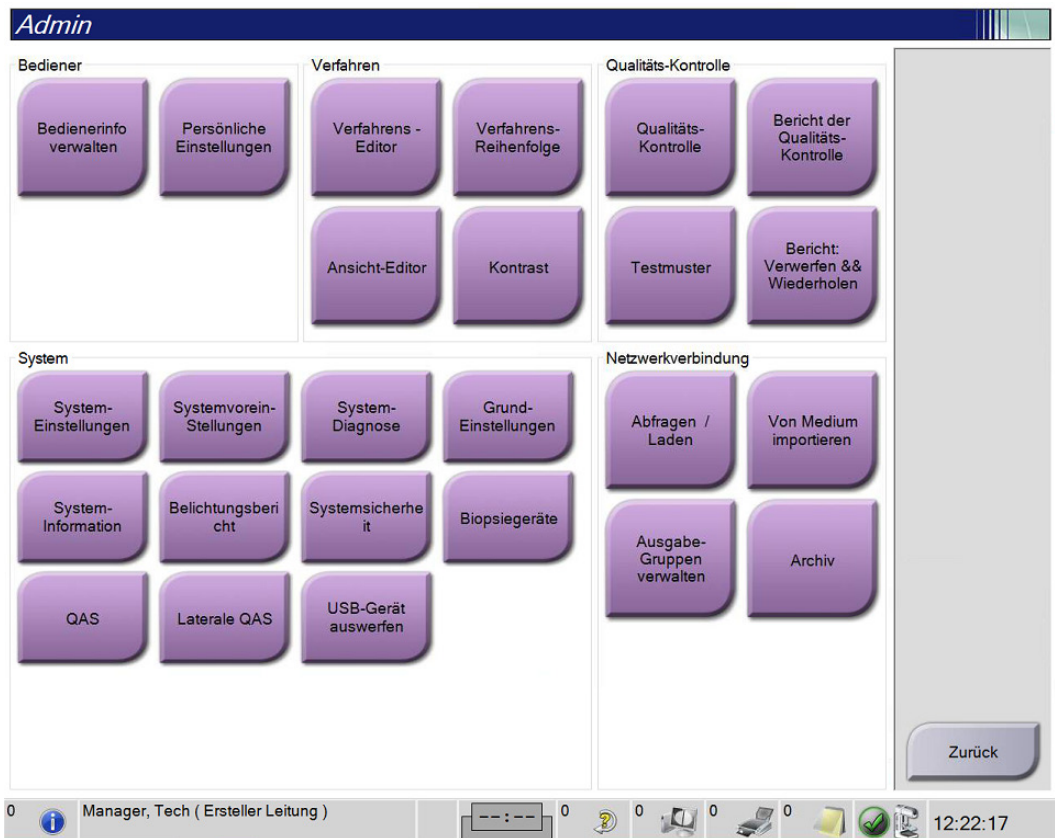 Admin
Bediener
Bedienerinfo
verwalten
Persönliche
Einstellungen
Verfahren
Verfahrens -
Editor
Verfahrens-
Reihenfolge
Ansicht-Editor
Kontrast
Qualitäts-Kontrolle
Qualitäts-
Kontrolle
Bericht der
Qualitäts-
Kontrolle
Testmuster
Bericht:
Verwerfen &&
Wiederholen
System
System-
Einstellungen
Systemvorein-
Stellungen
System-
Diagnose
Grund-
Einstellungen
System-
Information
Belichtungsberi
cht
Systemsicherhe
it
Biopsiegeräte
QAS
Laterale QAS
USB-Gerät
auswerfen
Netzwerkverbindung
Abfragen / 
Laden
Von Medium
importieren
Ausgabe-
Gruppen
verwalten
Archiv
Zurück
0
Manager, Tech ( Ersteller Leitung )
--:--
0
0
0
0
12:22:17